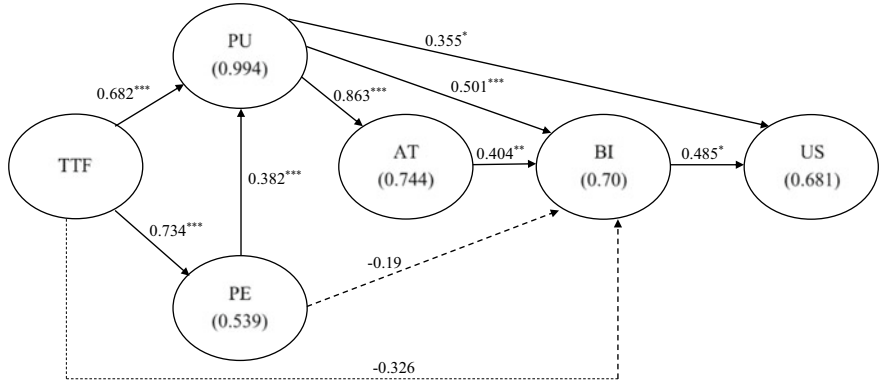 PU
(0.994)
0.355*
0.501***
0.682***
0.863***
TTF
AT
(0.744)
0.404**
BI
(0.70)
0.485*
US
(0.681)
0.382***
0.734***
PE
(0.539)
-0.19
-0.326